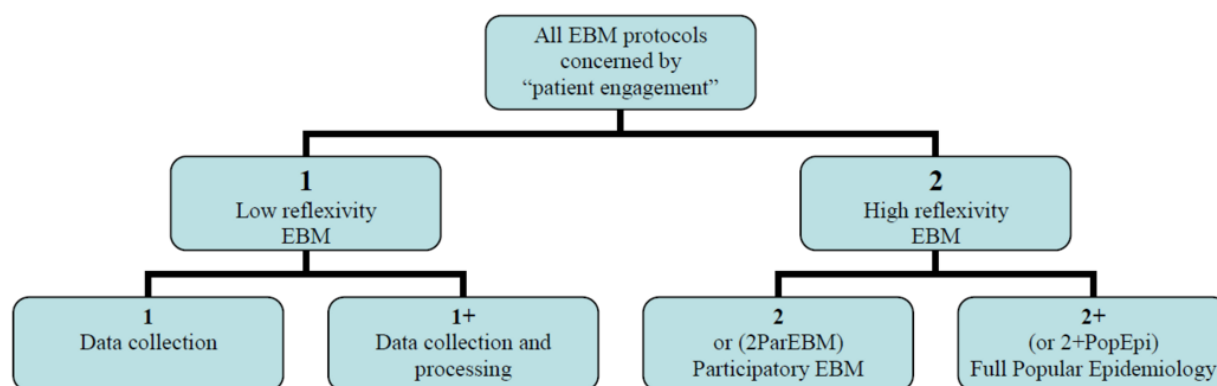 All EBM protocols
concerned by
“patient engagement”
1
Low reflexivity
EBM
2
High reflexivity
EBM
1
Data collection
1+
Data collection and
processing
2
or (2ParEBM)
Participatory EBM
2+
(or 2+PopEpi)
Full Popular Epidemiology